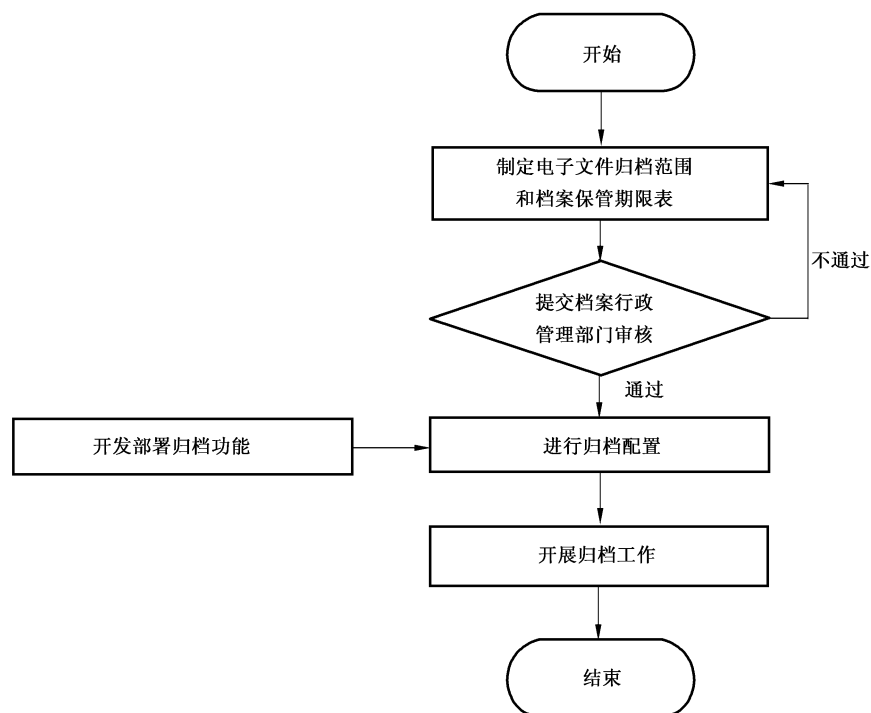 开始
制定电子文件归档范围
和档案保管期限表
不通过
提交档案行政
管理部门审核
通过
开发部署归档功能
进行归档配置
开展归档工作
结束